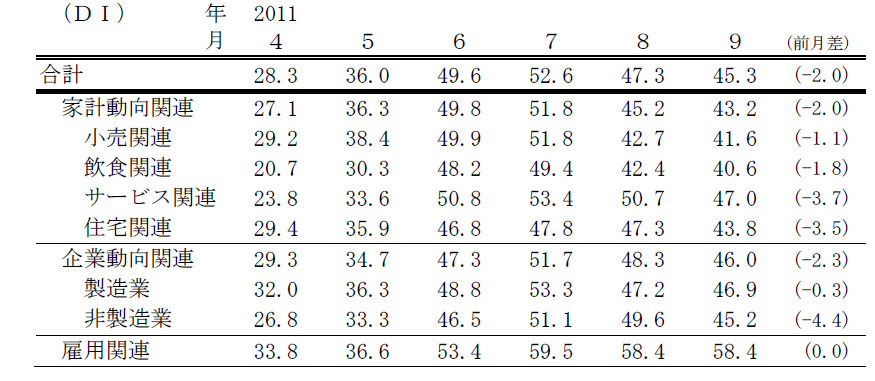 （ＤＩ） 年 2011
月 4 5 6 7 8 9 (前月差)
合計 28.3 36.0 49.6 52.6 47.3 45.3 (-2.0)
家計動向関連 27.1 36.3 49.8 51.8 45.2 43.2 (-2.0)
小売関連 29.2 38.4 49.9 51.8 42.7 41.6 (-1.1)
飲食関連 20.7 30.3 48.2 49.4 42.4 40.6 (-1.8)
サービス関連 23.8 33.6 50.8 53.4 50.7 47.0 (-3.7)
住宅関連 29.4 35.9 46.8 47.8 47.3 43.8 (-3.5)
企業動向関連 29.3 34.7 47.3 51.7 48.3 46.0 (-2.3)
製造業 32.0 36.3 48.8 53.3 47.2 46.9 (-0.3)
非製造業 26.8 33.3 46.5 51.1 49.6 45.2 (-4.4)
雇用関連 33.8 36.6 53.4 59.5 58.4 58.4 (0.0)